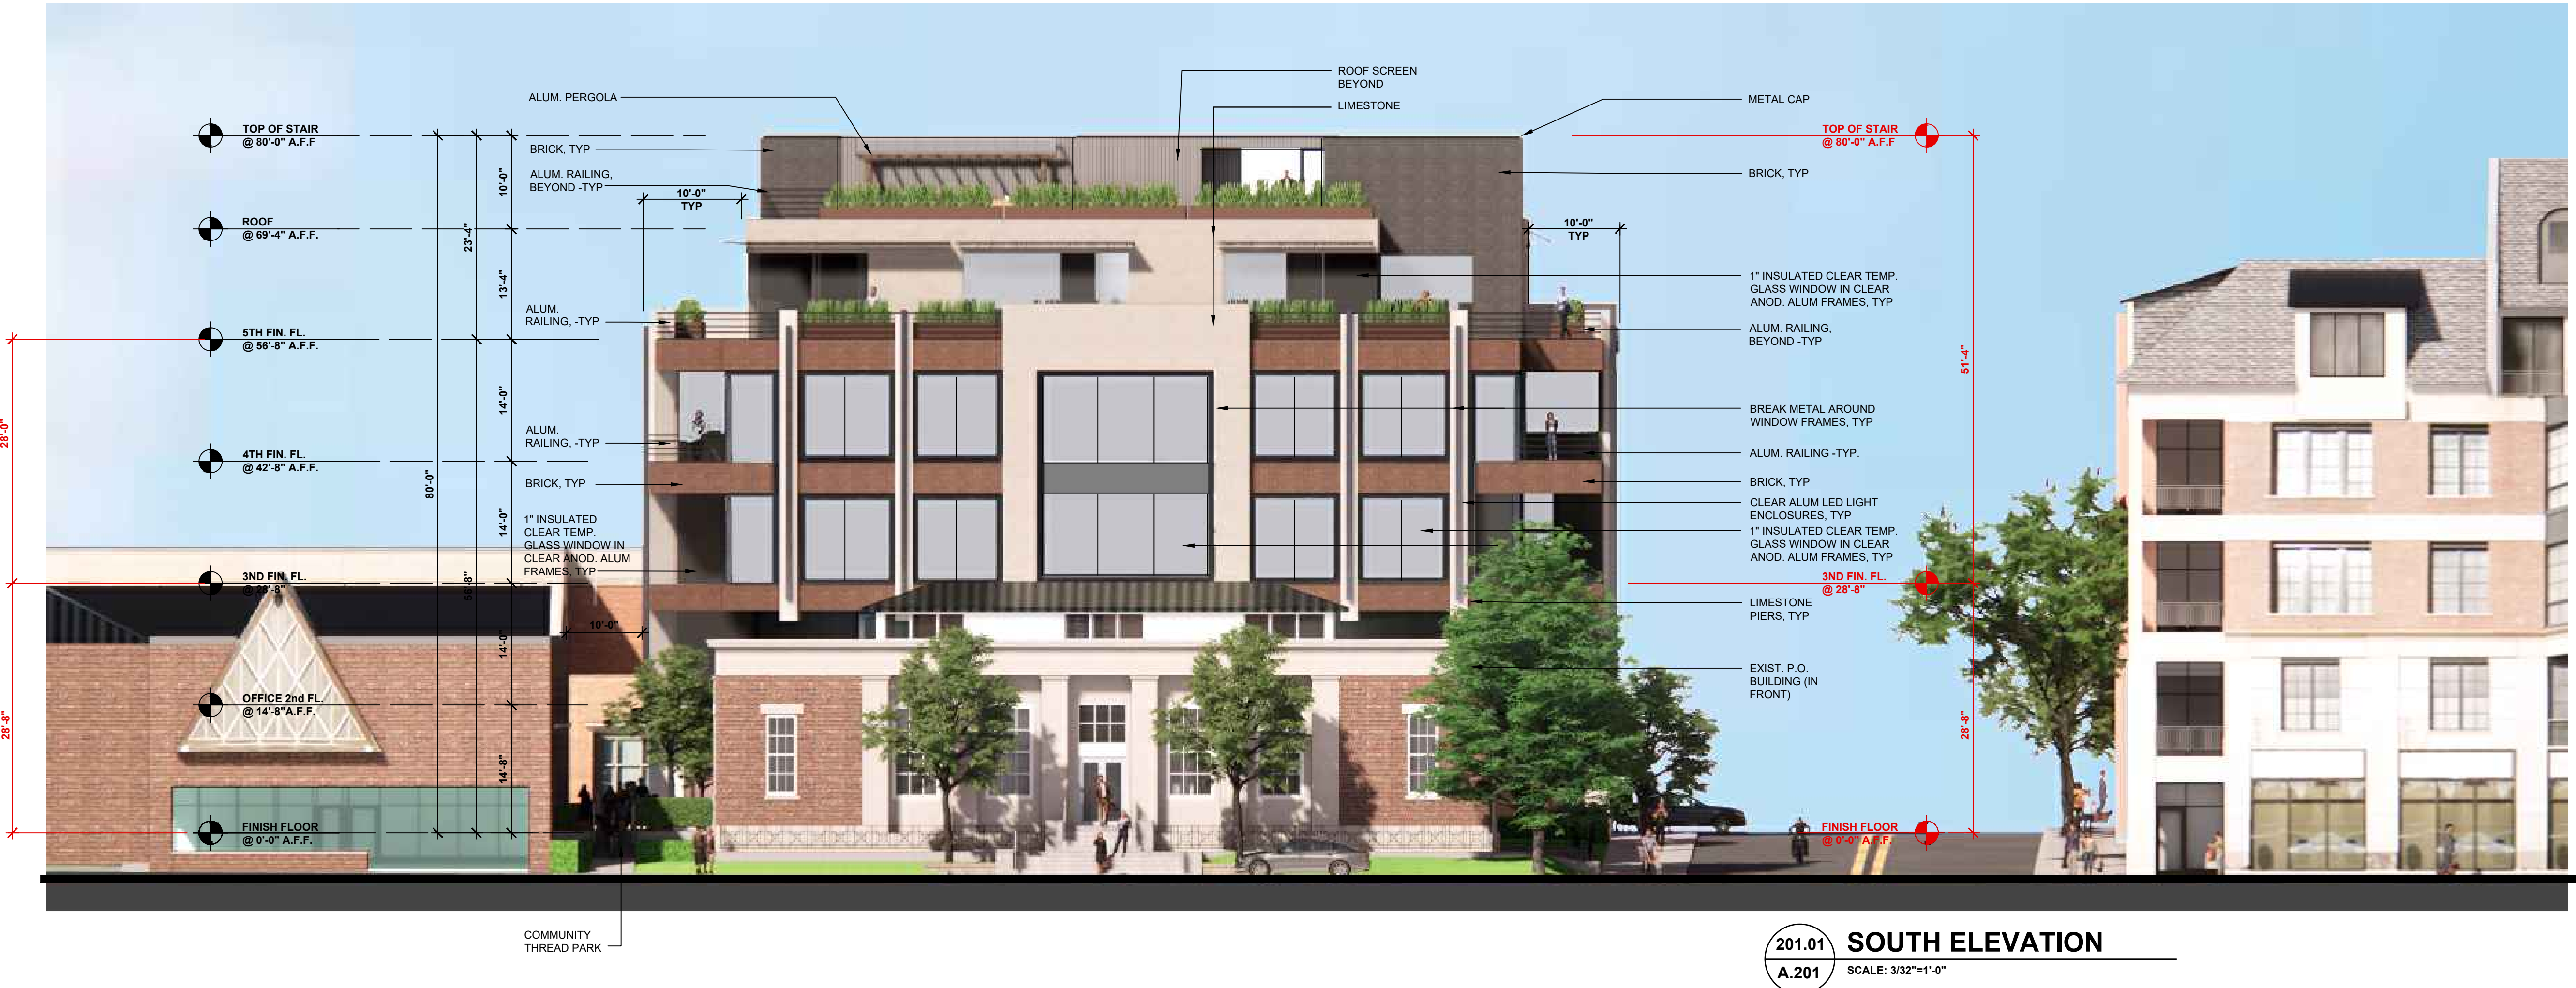 ROOF SCREEN
BEYOND
LIMESTONE
ALUM. PERGOLA
METAL CAP
TOP OF STAIR
@ 80'-0" A.F.F
TOP OF STAIR
@ 80'-0" A.F.F
BRICK, TYP
ALUM. RAILING,
BEYOND -TYP
10'-0"
TYP
10'-0"
BRICK, TYP
ROOF
@ 69'-4" A.F.F.
23'-4"
10'-0"
TYP
13'-4"
1" INSULATED CLEAR TEMP.
GLASS WINDOW IN CLEAR
ANOD. ALUM FRAMES, TYP
ALUM.
RAILING, -TYP
ALUM. RAILING,
BEYOND -TYP
5TH FIN. FL.
@ 56'-8" A.F.F.
51'-4"
14'-0"
28'-0"
BREAK METAL AROUND
WINDOW FRAMES, TYP
ALUM.
RAILING, -TYP
ALUM. RAILING -TYP.
4TH FIN. FL.
@ 42'-8" A.F.F.
80'-0"
BRICK, TYP
BRICK, TYP
CLEAR ALUM LED LIGHT
ENCLOSURES, TYP
14'-0"
1" INSULATED
CLEAR TEMP.
GLASS WINDOW IN
CLEAR ANOD. ALUM
FRAMES, TYP
1" INSULATED CLEAR TEMP.
GLASS WINDOW IN CLEAR
ANOD. ALUM FRAMES, TYP
3ND FIN. FL.
@ 28'-8"
56'-8"
3ND FIN. FL.
@ 28'-8"
LIMESTONE
PIERS, TYP
10'-0"
14'-0"
EXIST. P.O.
BUILDING (IN
FRONT)
OFFICE 2nd FL.
@ 14'-8"A.F.F.
28'-8"
28'-8"
14'-8"
FINISH FLOOR
@ 0'-0" A.F.F.
FINISH FLOOR
@ 0'-0" A.F.F.
COMMUNITY
THREAD PARK
201.01
A.201
SOUTH ELEVATION
SCALE: 3/32"=1'-0"